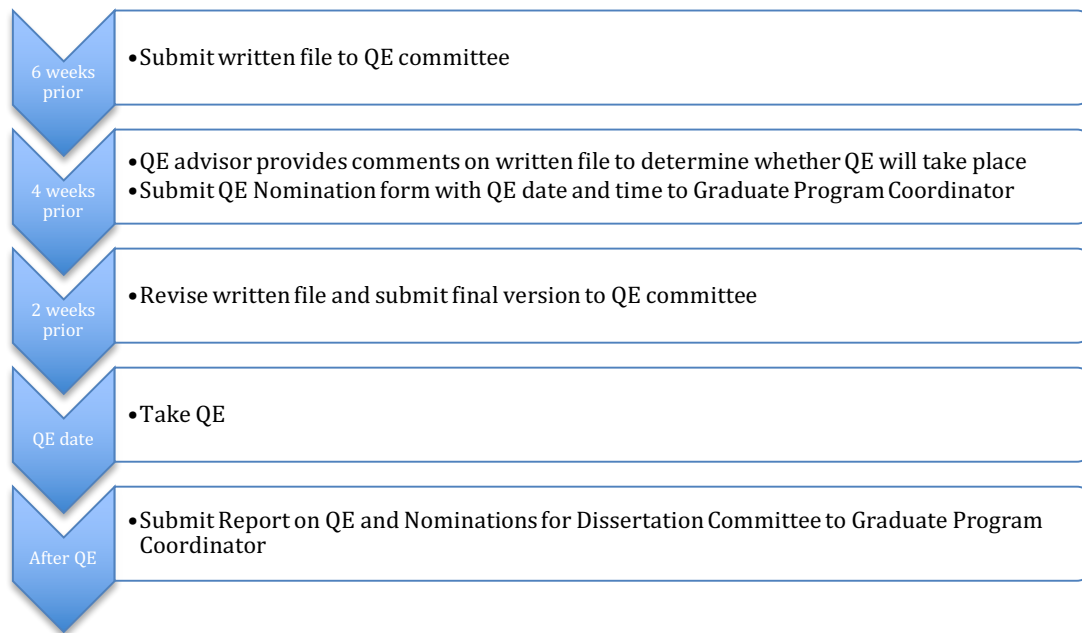 6 weeks
prior
•Submit written file to QE committee
4 weeks
prior
•QE advisor provides comments on written file to determine whether QE will take place
•Submit QE Nomination form with QE date and time to Graduate Program Coordinator
2 weeks
prior
•Revise written file and submit final version to QE committee
QE date
•Take QE
After QE
•Submit Report on QE and Nominations for Dissertation Committee to Graduate Program
Coordinator